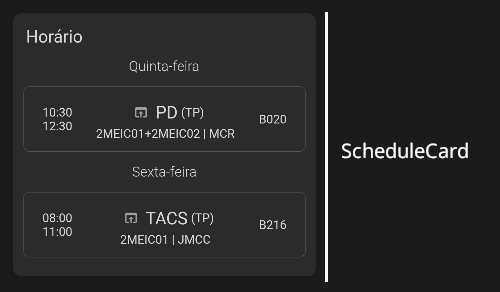 Horário
Quinta-feira
10:30
12:30
PD (TP)
2MEIC01+2MEIC02 | MCR
B020
Sexta-feira
08:00
11:00
TACS (TP)
2MEIC01 | JMCC
B216
ScheduleCard